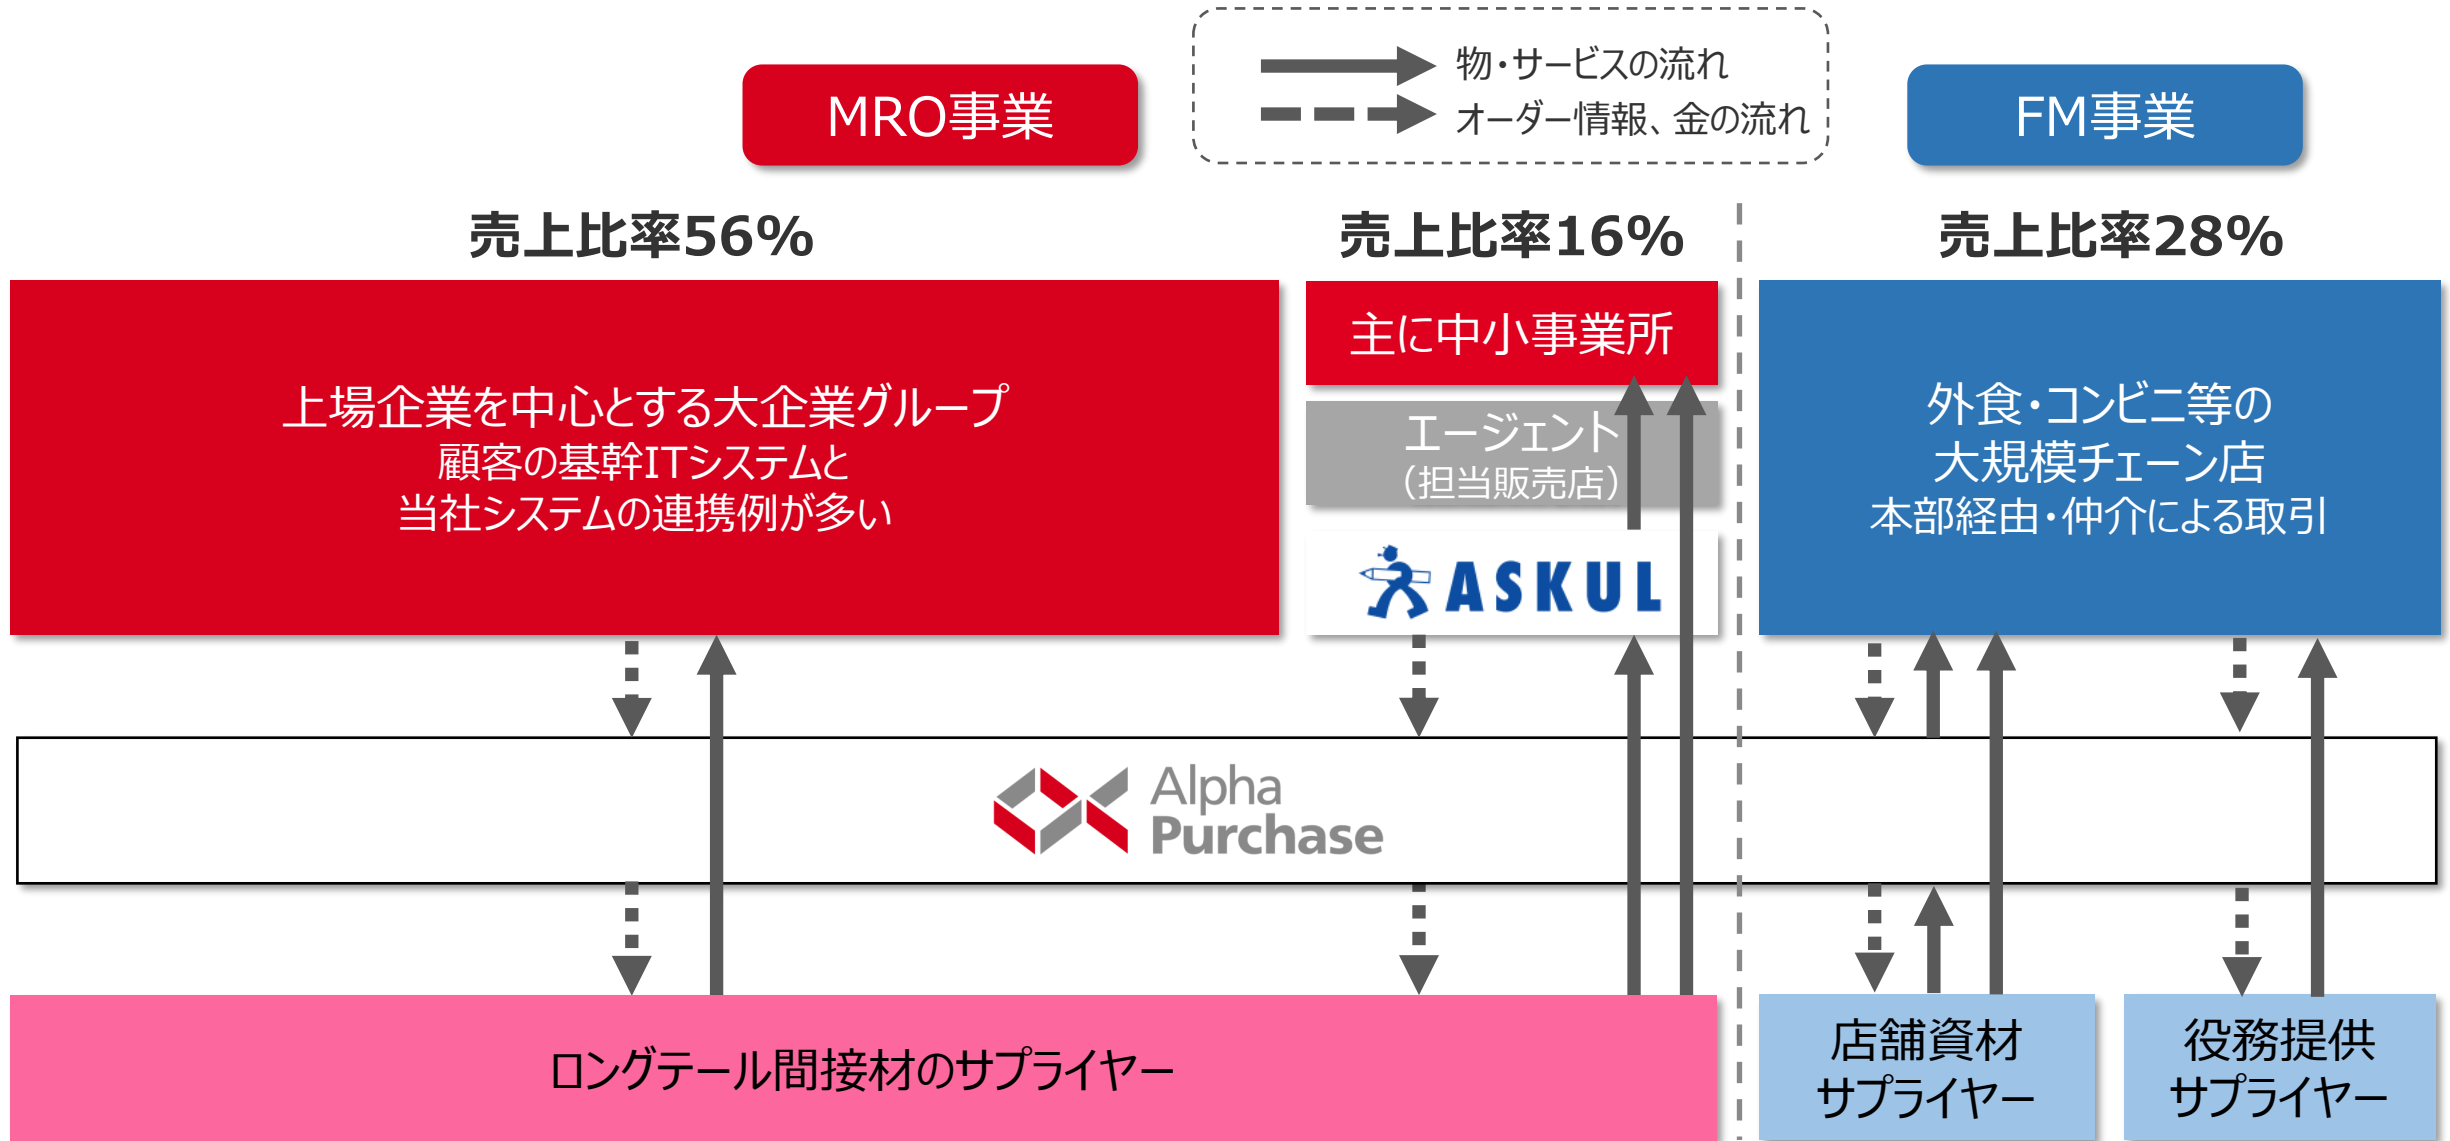 物・サービスの流れ
オーダー情報、金の流れ
MRO事業
FM事業
売上比率56%
売上比率16%
売上比率28%
上場企業を中心とする大企業グループ
顧客の基幹ITシステムと
当社システムの連携例が多い
主に中小事業所
エージェント
（担当販売店）
ASKUL
外食・コンビニ等の
大規模チェーン店
本部経由・仲介による取引
Alpha
Purchase
ロングテール間接材のサプライヤー
店舗資材
サプライヤー
役務提供
サプライヤー